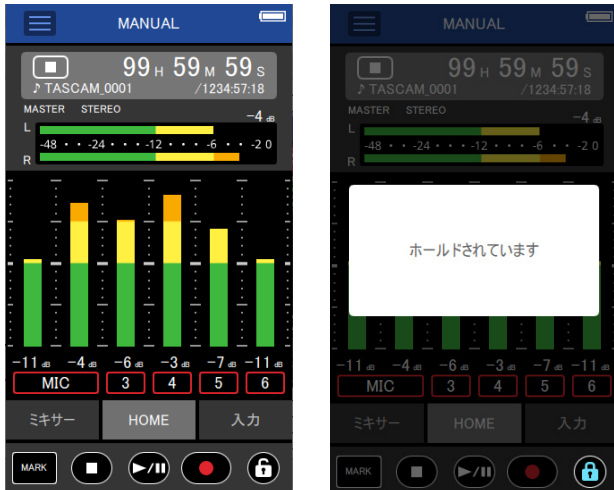 MANUAL
99 H 59 M 59 S
♪ TASCAM_0001 /1234:57:18
MASTER STEREO -4 dB
L
-48 · · -24 · · · -12 · · · -6 · · -2 0
R
-11 dB -4 dB -6 dB -3 dB -7 dB -11 dB
MIC 3 4 5 6
ミキサー HOME 入力
MARK
MANUAL
99 H 59 M 59 S
♪ TASCAM_0001 /1234:57:18
MASTER STEREO -4 dB
L
-48 · · -24 · · · -12 · · · -6 · · -2 0
R
ホールドされています
-11 dB -4 dB -6 dB -3 dB -7 dB -11 dB
MIC 3 4 5 6
ミキサー HOME 入力
MARK